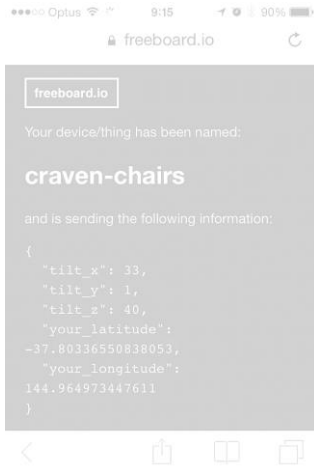 Optus 9:15 90%
freeboard.io
freeboard.io
Your device/thing has been named:
craven-chairs
and is sending the following information:
{
"tilt_x": 33,
"tilt_y": 1,
"tilt_z": 40,
"your_latitude":
-37.80336550838053,
"your_longitude":
144.964973447611
}